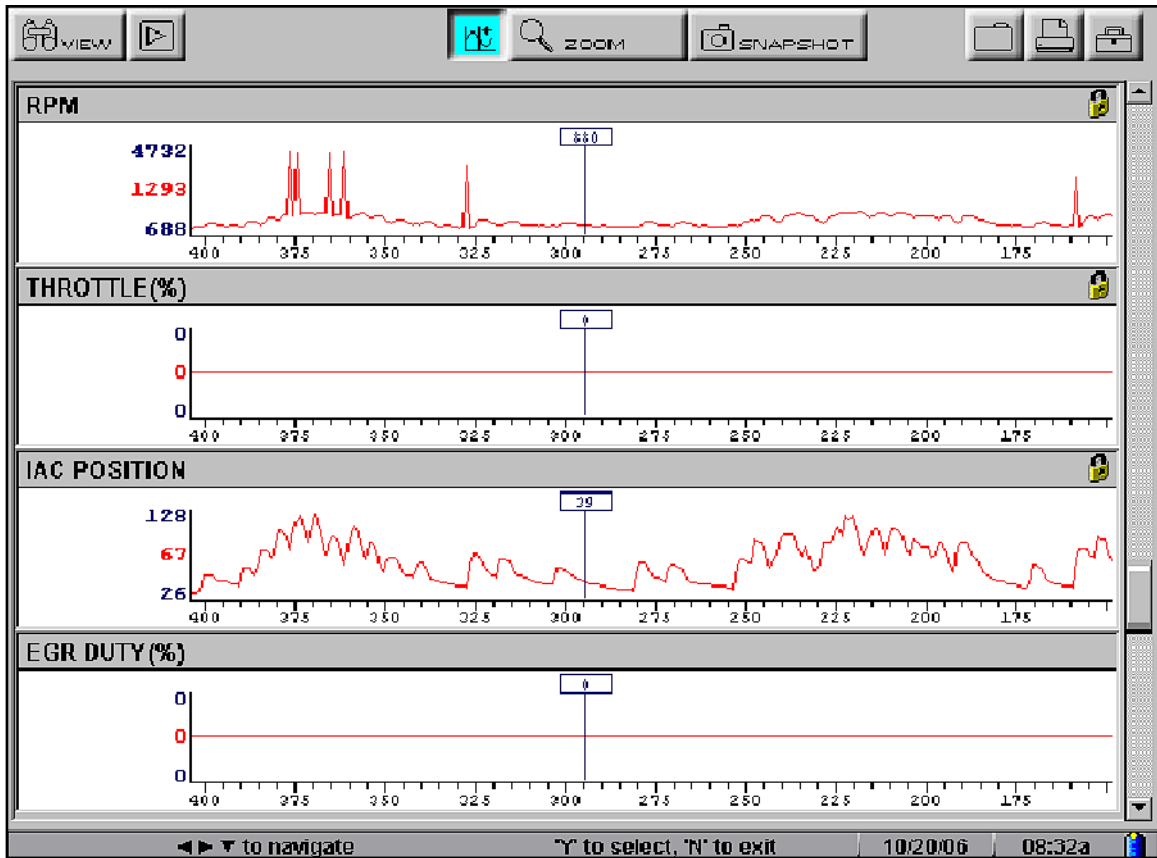 VIEW ZOOM SNAPSHOT
RPM
4732
1293
688
400 375 350 325 300 275 250 225 200 175
THROTTLE(%)
0
0
0
0
400 375 350 325 300 275 250 225 200 175
IAC POSITION
39
128
67
26
400 375 350 325 300 275 250 225 200 175
EGR DUTY(%)
0
0
0
0
400 375 350 325 300 275 250 225 200 175
◄ ► ▼ to navigate 'Y' to select, 'N' to exit 10/20/06 08:32a